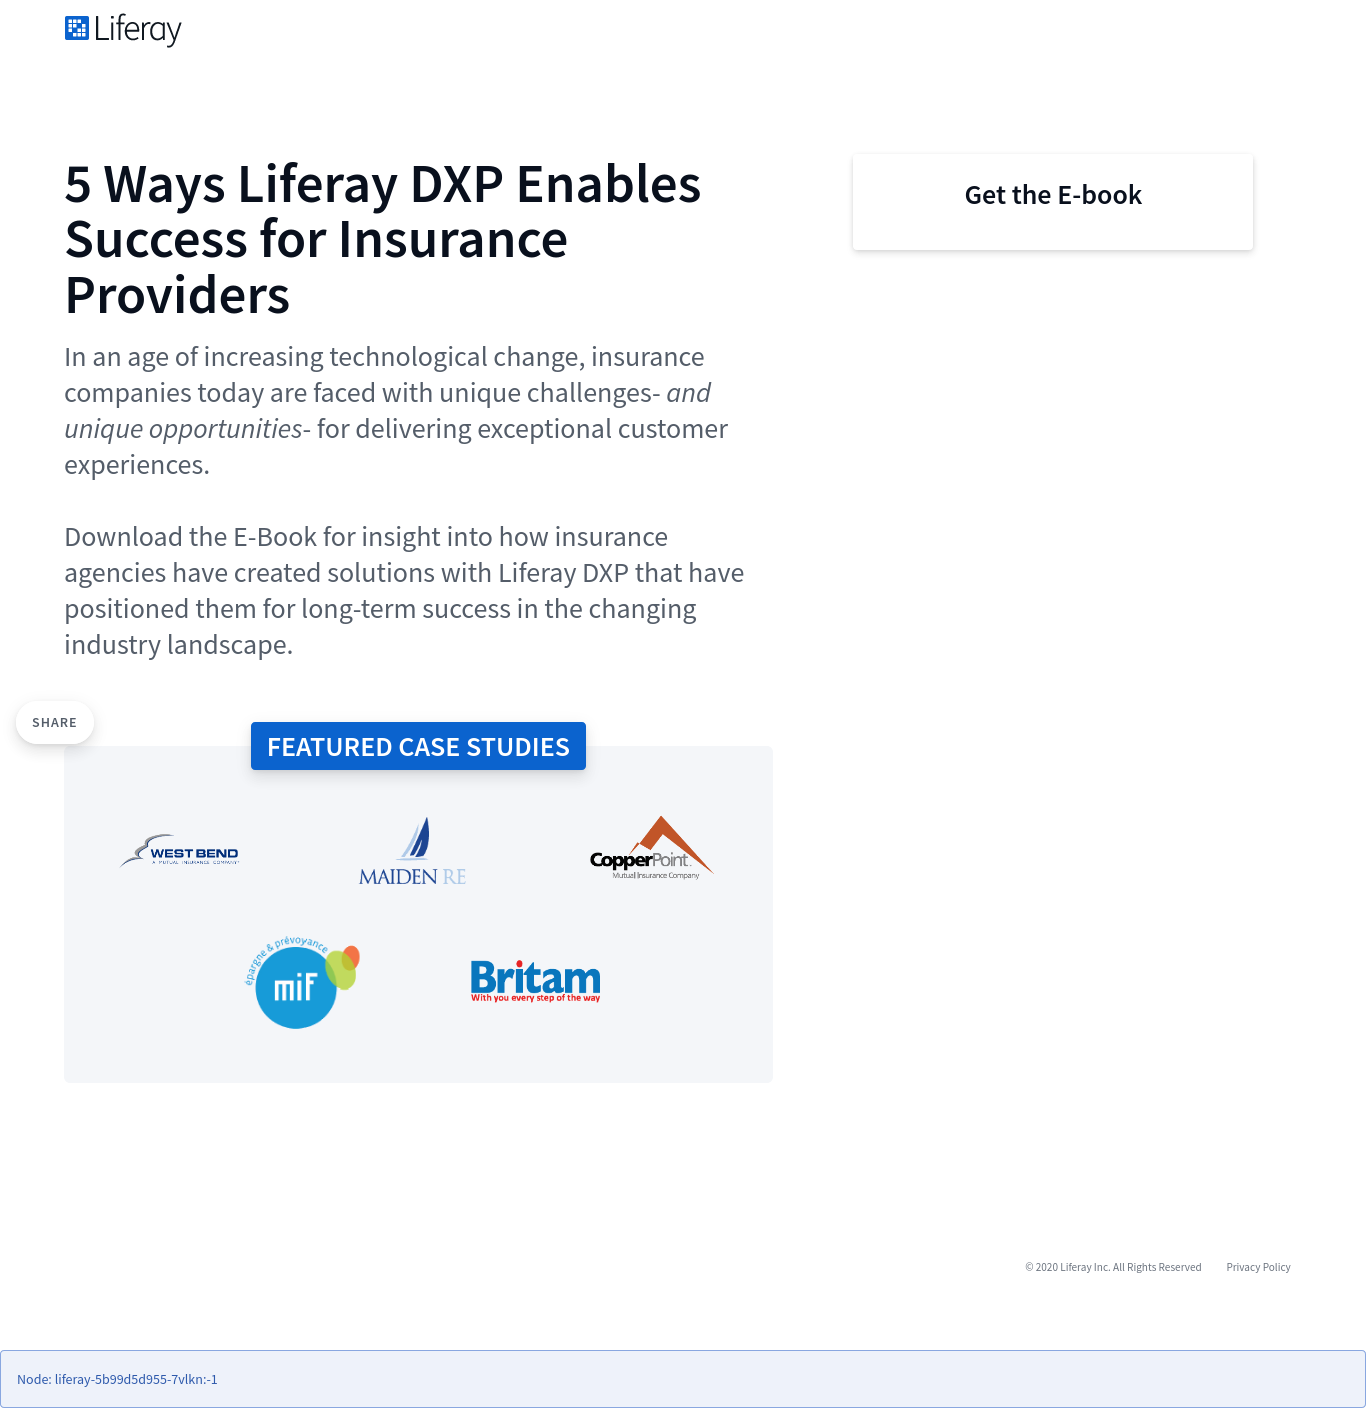 Liferay
5 Ways Liferay DXP Enables
Success for Insurance
Providers
In an age of increasing technological change, insurance
companies today are faced with unique challenges- and
unique opportunities- for delivering exceptional customer
experiences.
Download the E-Book for insight into how insurance
agencies have created solutions with Liferay DXP that have
positioned them for long-term success in the changing
industry landscape.
Get the E-book
SHARE
FEATURED CASE STUDIES
WEST BEND
A MUTUAL INSURANCE COMPANY
MAIDEN RE
CopperPoint
Mutual Insurance Company
épargne & prévoyance
mif
Britam
With you every step of the way
© 2020 Liferay Inc. All Rights Reserved Privacy Policy
Node: liferay-5b99d5d955-7vlkn:-1